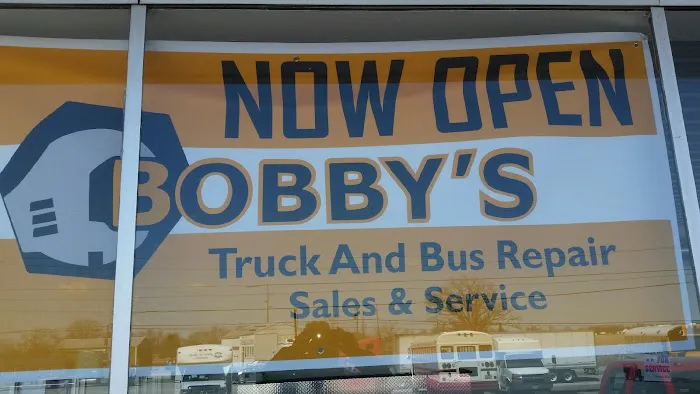 NOW OPEN
BOBBY'S
Truck And Bus Repair
Sales & Service